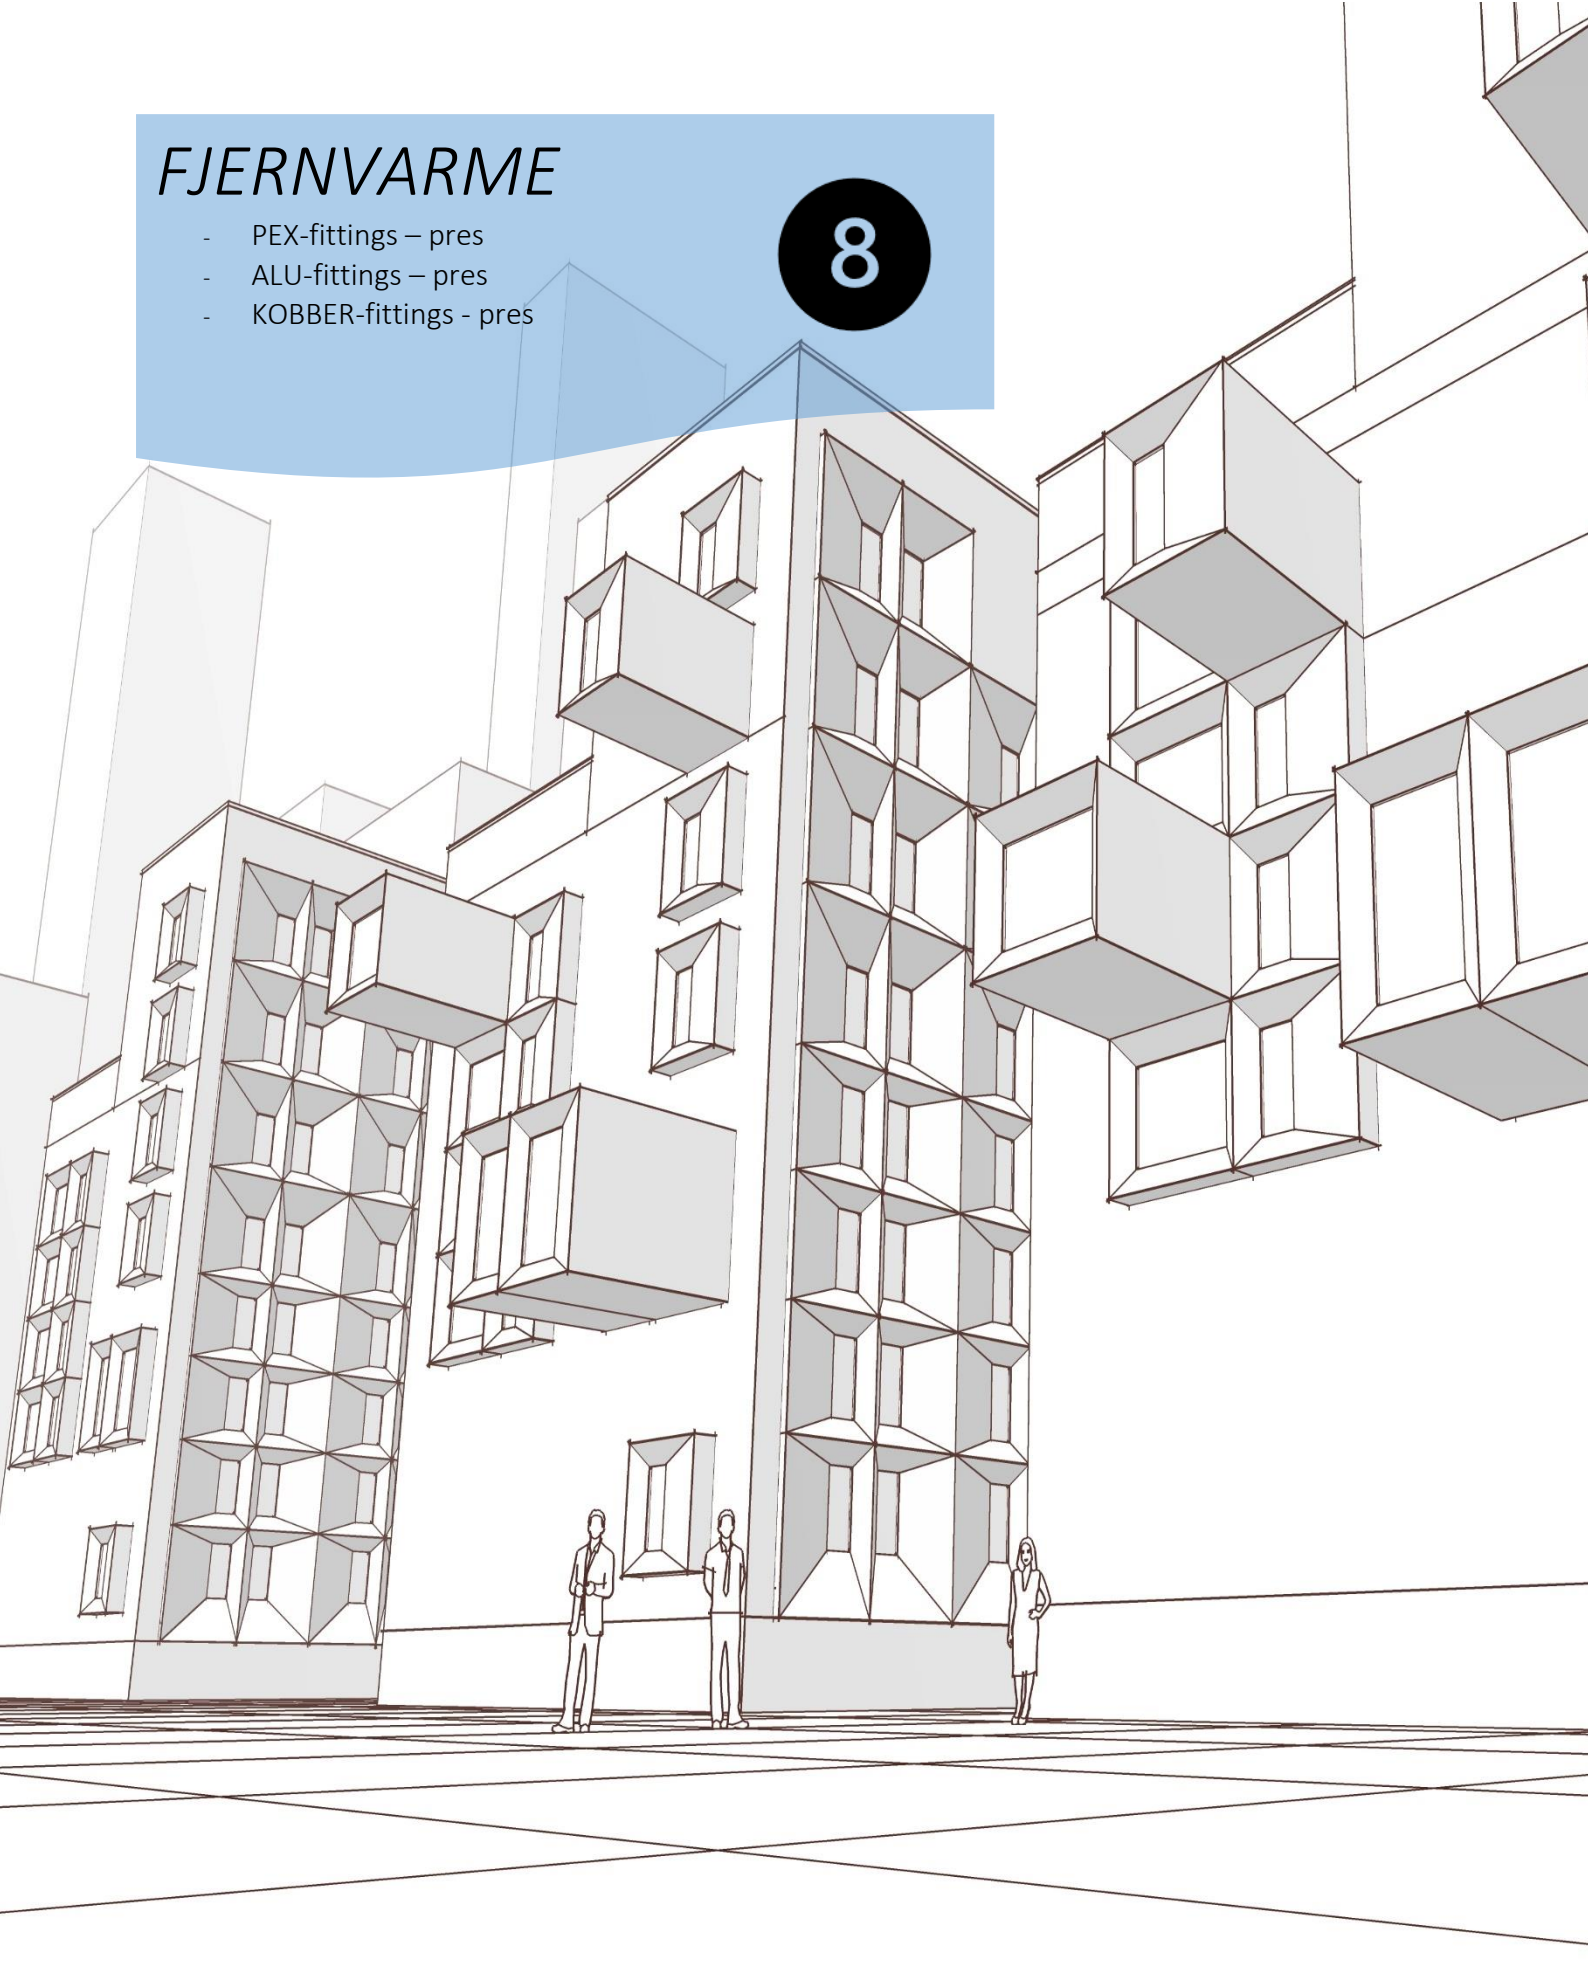 FJERNVARME
- PEX-fittings – pres
- ALU-fittings – pres
- KOBBER-fittings - pres
8